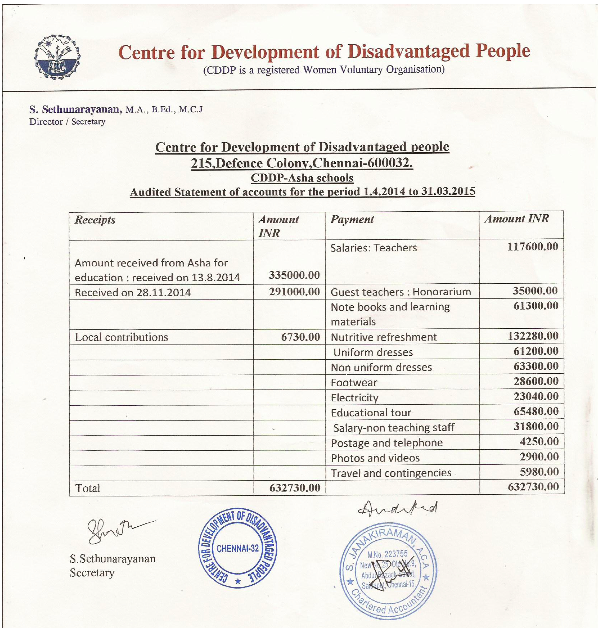 Centre for Development of Disadvantaged People
(CDDP is a registered Women Voluntary Organisation)
S. Sethunarayanan, M.A., B.Ed., M.C.J
Director / Secretary
Centre for Development of Disadvantaged people
215,Defence Colony,Chennai-600032.
CDDP-Asha schools
Audited Statement of accounts for the period 1.4.2014 to 31.03.2015
Receipts Amount INR Payment Amount INR
Salaries: Teachers 117600.00
Amount received from Asha for
education : received on 13.8.2014 335000.00
Received on 28.11.2014 291000.00 Guest teachers : Honorarium 35000.00
Note books and learning materials 61300.00
Local contributions 6730.00 Nutritive refreshment 132280.00
Uniform dresses 61200.00
Non uniform dresses 63300.00
Footwear 28600.00
Electricity 23040.00
Educational tour 65480.00
Salary-non teaching staff 31800.00
Postage and telephone 4250.00
Photos and videos 2900.00
Travel and contingencies 5980.00
Total 632730.00 632730.00
Audited
S.Sethunarayanan
Secretary
CENTRE FOR DEVELOPMENT OF DISADVANTAGED PEOPLE
CHENNAI-32
S. JANAKIRAMAN, ACA
M.No. 223756
Chartered Accountant